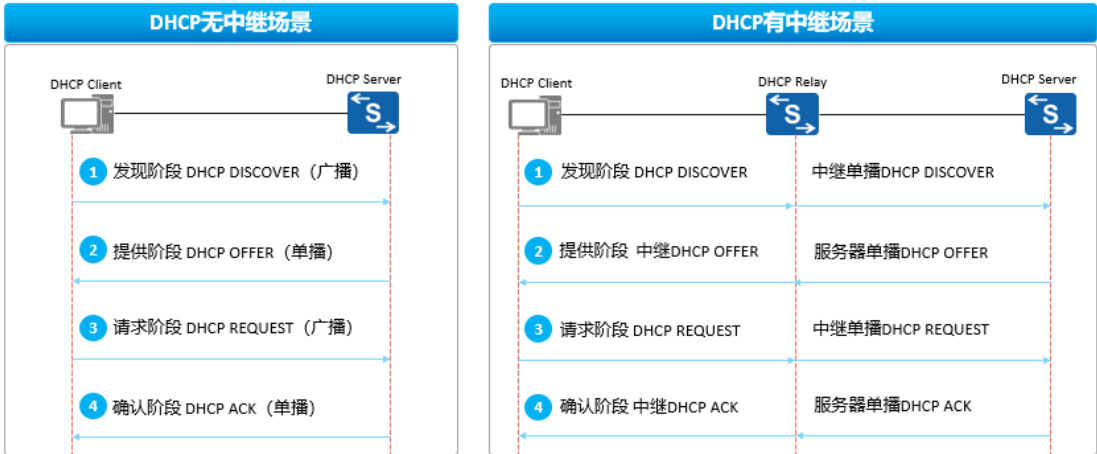 DHCP无中继场景
DHCP Client
DHCP Server
S
1 发现阶段 DHCP DISCOVER（广播）
2 提供阶段 DHCP OFFER（单播）
3 请求阶段 DHCP REQUEST（广播）
4 确认阶段 DHCP ACK（单播）
DHCP有中继场景
DHCP Client
DHCP Relay
DHCP Server
S
S
1 发现阶段 DHCP DISCOVER
中继单播DHCP DISCOVER
2 提供阶段 中继DHCP OFFER
服务器单播DHCP OFFER
3 请求阶段 DHCP REQUEST
中继单播DHCP REQUEST
4 确认阶段 中继DHCP ACK
服务器单播DHCP ACK